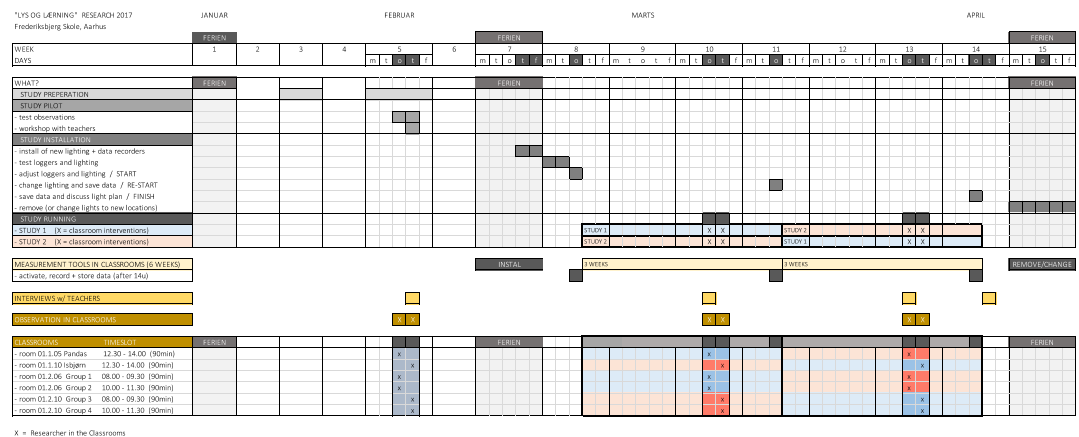 "LYS OG LÆRNING" RESEARCH 2017 JANUAR FEBRUAR MARTS APRIL
Frederiksbjerg Skole, Aarhus
FERIEN FERIEN FERIEN
WEEK 1 2 3 4 5 6 7 8 9 10 11 12 13 14 15
DAYS m t o t f m t o t f m t o t f m t o t f m t o t f m t o t f m t o t f m t o t f m t o t f m t o t f
WHAT? FERIEN FERIEN FERIEN
STUDY PREPERATION
STUDY PILOT
- test observations
- workshop with teachers
STUDY INSTALLATION
- install of new lighting + data recorders
- test loggers and lighting
- adjust loggers and lighting / START
- change lighting and save data / RE-START
- save data and discuss light plan / FINISH
- remove (or change lights to new locations)
STUDY RUNNING
- STUDY 1 (X = classroom interventions) STUDY 1 X X STUDY 2 X X
- STUDY 2 (X = classroom interventions) STUDY 2 X X STUDY 1 X X
MEASUREMENT TOOLS IN CLASSROOMS (6 WEEKS) INSTAL 3 WEEKS 3 WEEKS REMOVE/CHANGE
- activate, record + store data (after 14u)
INTERVIEWS w/ TEACHERS
OBSERVATION IN CLASSROOMS X X X X X X
CLASSROOMS TIMESLOT FERIEN FERIEN FERIEN
- room 01.1.05 Pandas 12.30 - 14.00 (90min) X X X
- room 01.1.10 Isbjørn 12.30 - 14.00 (90min) X X X
- room 01.2.06 Group 1 08.00 - 09.30 (90min) X X X
- room 01.2.06 Group 2 10.00 - 11.30 (90min) X X X
- room 01.2.10 Group 3 08.00 - 09.30 (90min) X X X
- room 01.2.10 Group 4 10.00 - 11.30 (90min) X X X
X = Researcher in the Classrooms